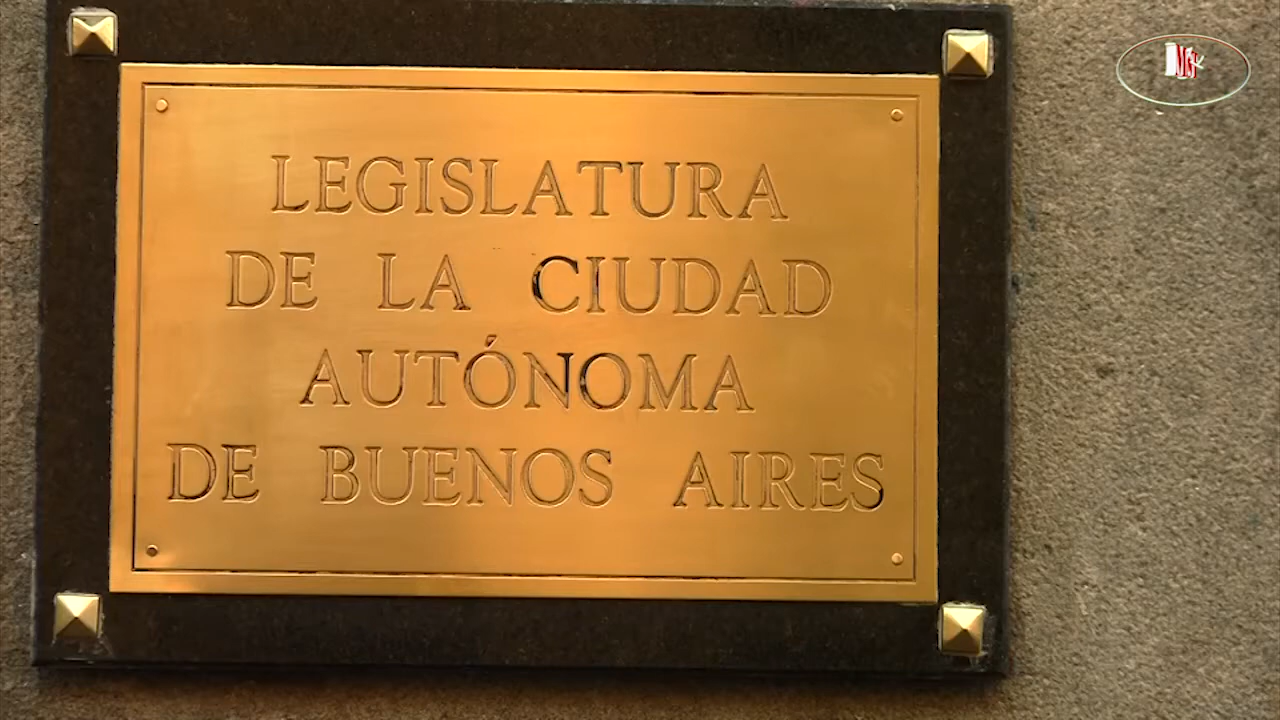 LEGISLATURA
DE LA CIUDAD
AUTÓNOMA
DE BUENOS AIRES